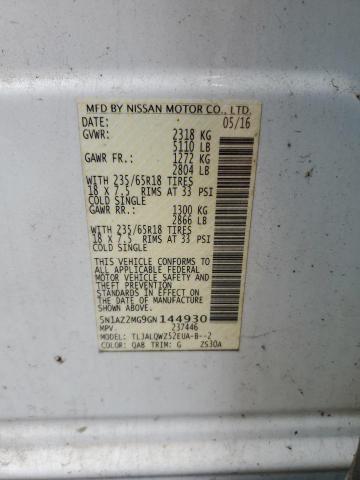 MFD BY NISSAN MOTOR CO., LTD.
DATE: 05/16
GVWR: 2318 KG
5110 LB
GAWR FR.: 1272 KG
2804 LB
WITH 235/65R18 TIRES
18 X 7.5 RIMS AT 33 PSI
COLD SINGLE
GAWR RR.: 1300 KG
2866 LB
WITH 235/65R18 TIRES
18 X 7.5 RIMS AT 33 PSI
COLD SINGLE
THIS VEHICLE CONFORMS TO ALL
APPLICABLE FEDERAL
MOTOR VEHICLE SAFETY
AND THEFT PREVENTION
STANDARDS IN EFFECT ON
THE DATE OF MANUFACTURE
SHOWN ABOVE.
5N1AZ2MG9GN144930
MPV 237446
MODEL: TLJALQWZ52EUA-B--2
COLOR: QAB TRIM: G ZS30A